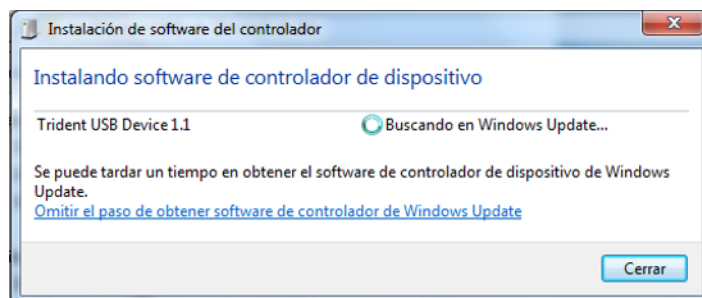 Instalación de software del controlador
Instalando software de controlador de dispositivo
Trident USB Device 1.1 Buscando en Windows Update...
Se puede tardar un tiempo en obtener el software de controlador de dispositivo de Windows
Update.
Omitir el paso de obtener software de controlador de Windows Update
Cerrar